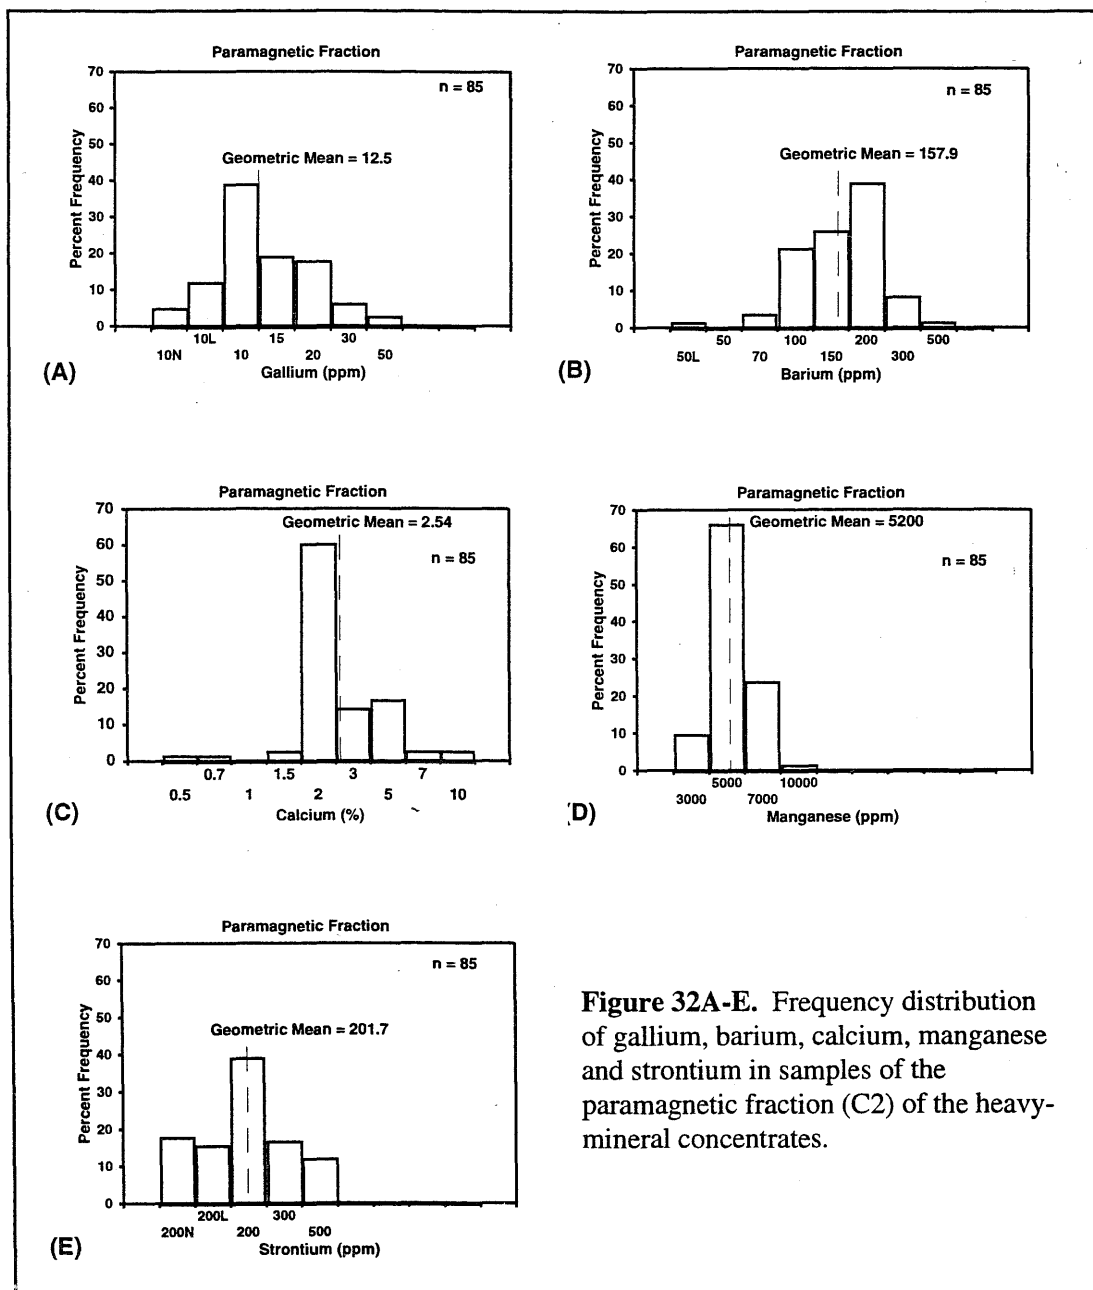 Paramagnetic Fraction
n = 85
Geometric Mean = 12.5
Percent Frequency
70
60
50
40
30
20
10
0
10N 10L 10 15 20 30 50
Gallium (ppm)
(A)
Paramagnetic Fraction
n = 85
Geometric Mean = 157.9
Percent Frequency
70
60
50
40
30
20
10
0
50L 50 70 100 150 200 300 500
Barium (ppm)
(B)
Paramagnetic Fraction
Geometric Mean = 2.54
n = 85
Percent Frequency
70
60
50
40
30
20
10
0
0.5 0.7 1 1.5 2 3 5 7 10
Calcium (%)
(C)
Paramagnetic Fraction
Geometric Mean = 5200
n = 85
Percent Frequency
70
60
50
40
30
20
10
0
3000 5000 7000 10000
Manganese (ppm)
(D)
Paramagnetic Fraction
n = 85
Geometric Mean = 201.7
Percent Frequency
70
60
50
40
30
20
10
0
200N 200L 200 300 500
Strontium (ppm)
(E)
Figure 32A-E. Frequency distribution
of gallium, barium, calcium, manganese
and strontium in samples of the
paramagnetic fraction (C2) of the heavy-
mineral concentrates.